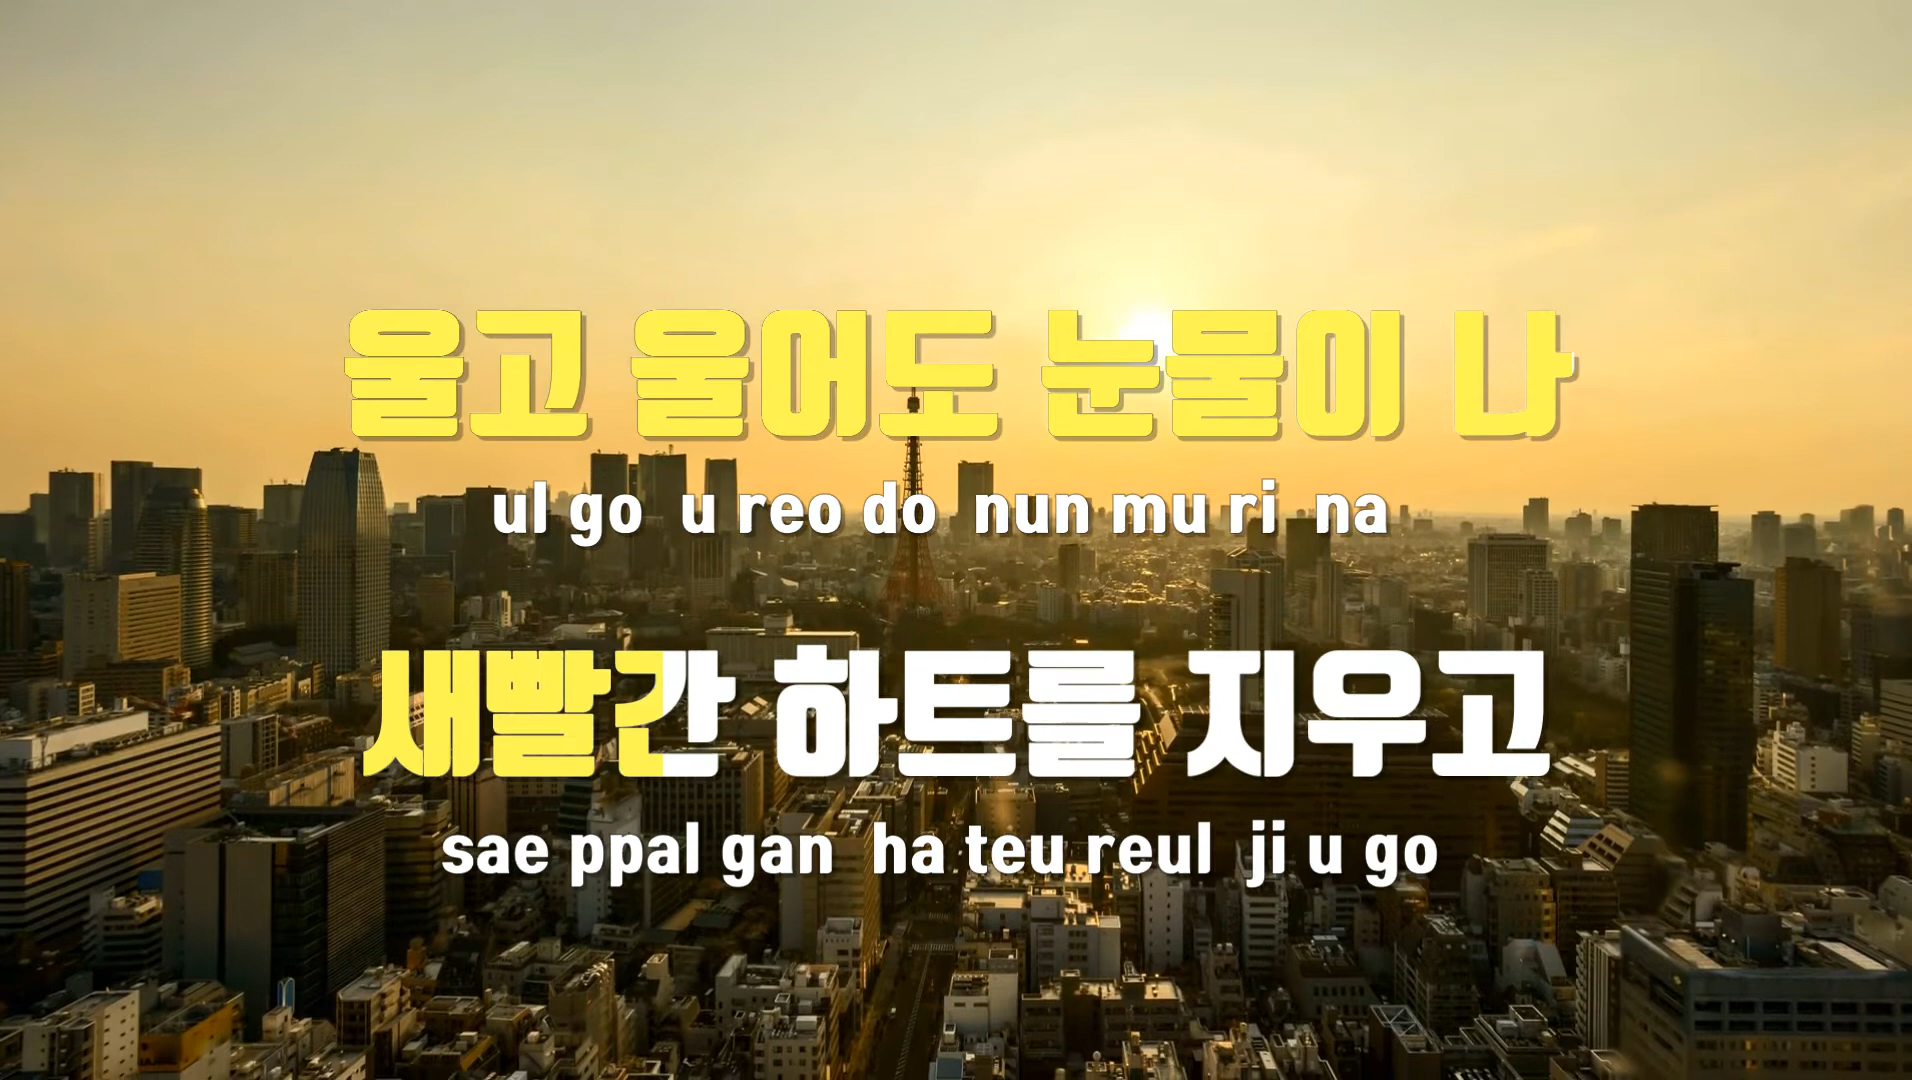 울고 울어도 눈물이 나
ul go u reo do nun mu ri na
새빨간 하트를 지우고
sae ppal gan ha teu reul ji u go